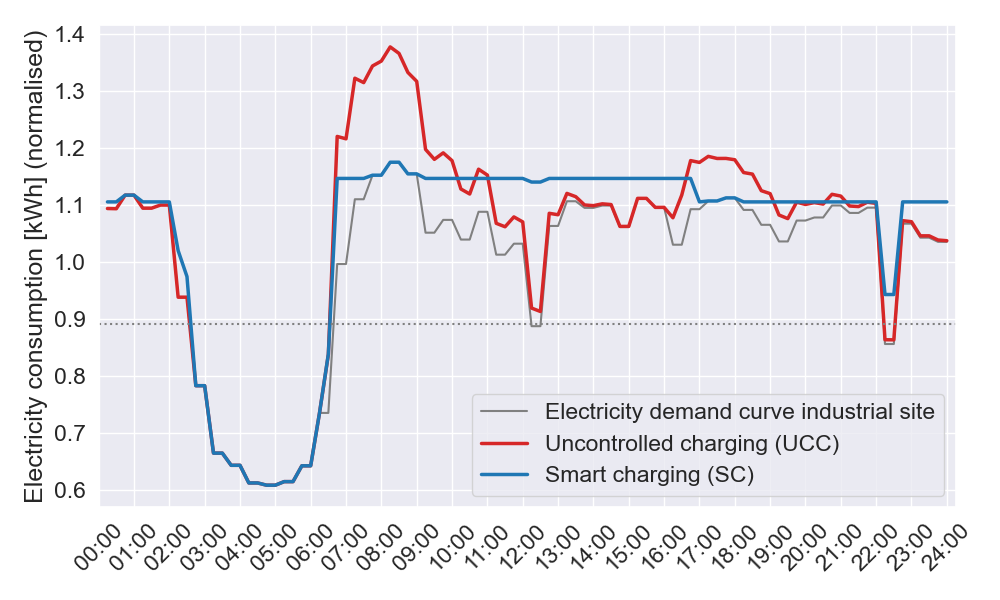 Electricity consumption [kWh] (normalised)
1.4
1.3
1.2
1.1
1.0
0.9
0.8
0.7
0.6
Electricity demand curve industrial site
Uncontrolled charging (UCC)
Smart charging (SC)
00:00 01:00 02:00 03:00 04:00 05:00 06:00 07:00 08:00 09:00 10:00 11:00 12:00 13:00 14:00 15:00 16:00 17:00 18:00 19:00 20:00 21:00 22:00 23:00 24:00